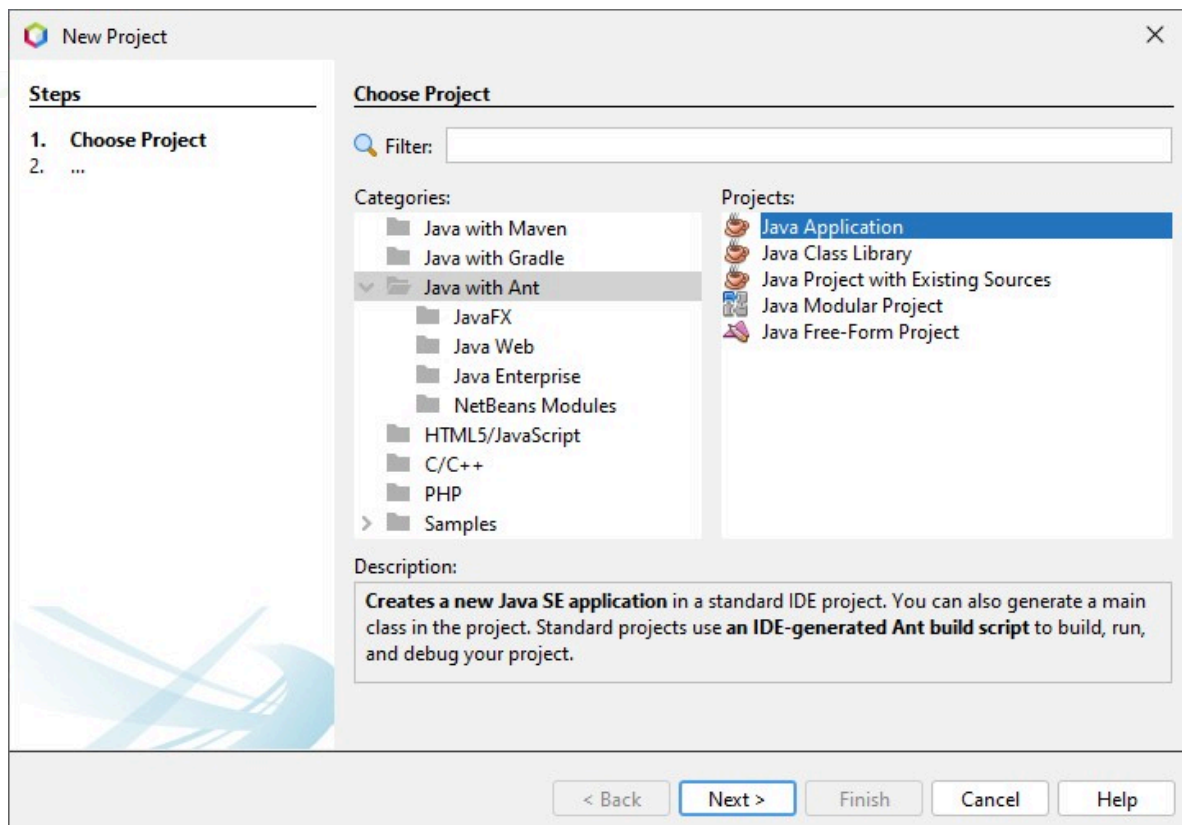 New Project
Steps
1. Choose Project
2. ...
Choose Project
Filter:
Categories:
Java with Maven
Java with Gradle
Java with Ant
JavaFX
Java Web
Java Enterprise
NetBeans Modules
HTML5/JavaScript
C/C++
PHP
Samples
Projects:
Java Application
Java Class Library
Java Project with Existing Sources
Java Modular Project
Java Free-Form Project
Description:
Creates a new Java SE application in a standard IDE project. You can also generate a main
class in the project. Standard projects use an IDE-generated Ant build script to build, run,
and debug your project.
< Back
Next >
Finish
Cancel
Help